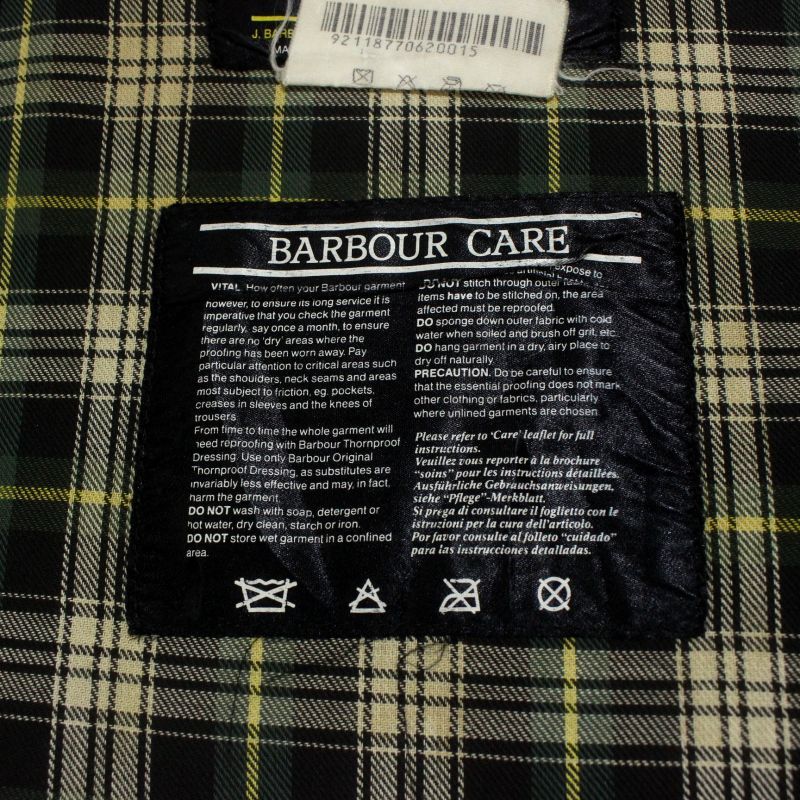 J. BARB
MA
92118770620015
BARBOUR CARE
VITAL How often your Barbour garment
however, to ensure its long service it is
imperative that you check the garment
regularly, say once a month, to ensure
there are no 'dry' areas where the
proofing has been worn away. Pay
particular attention to critical areas such
as the shoulders, neck seams and areas
most subject to friction, eg. pockets,
creases in sleeves and the knees of
trousers.
From time to time the whole garment will
need reproofing with Barbour Thornproof
Dressing. Use only Barbour Original
Thornproof Dressing, as substitutes are
invariably less effective and may, in fact,
harm the garment.
DO NOT wash with soap, detergent or
hot water, dry clean, starch or iron.
DO NOT store wet garment in a confined
area.
expose to
DO NOT stitch through outer
items have to be stitched on, the area
affected must be reproofed.
DO sponge down outer fabric with cold
water when soiled and brush off grit, etc.
DO hang garment in a dry, airy place to
dry off naturally.
PRECAUTION. Do be careful to ensure
that the essential proofing does not mark
other clothing or fabrics, particularly
where unlined garments are chosen.
Please refer to 'Care' leaflet for full
instructions.
Veuillez vous reporter à la brochure
"soins" pour les instructions détaillées.
Ausführliche Gebrauchsanweisungen,
siehe "Pflege"-Merkblatt.
Si prega di consultare il foglietto con le
istruzioni per la cura dell'articolo.
Por favor consulte al folleto "cuidado"
para las instrucciones detalladas.